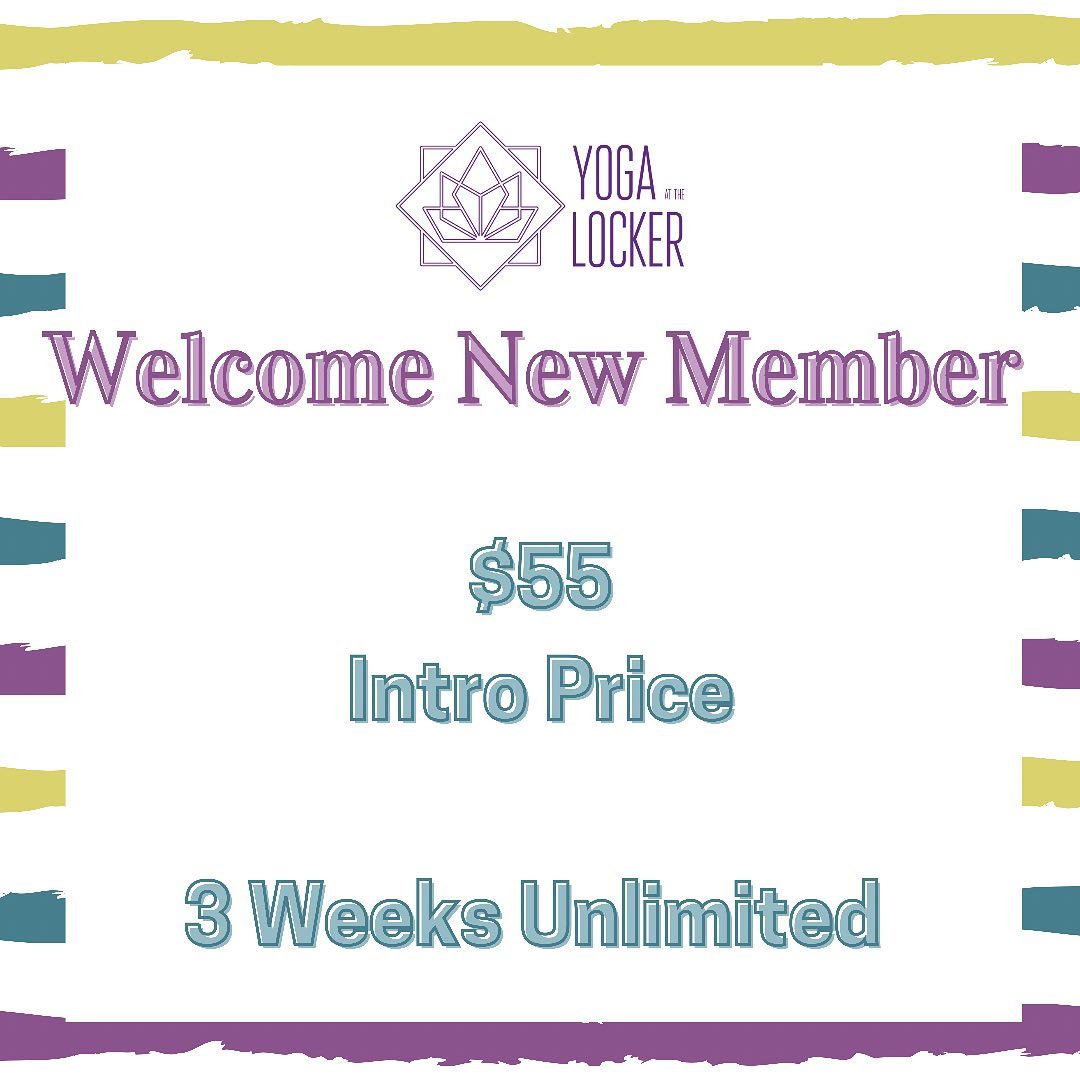 YOGA
AT THE
LOCKER
Welcome New Member
$55
Intro Price
3 Weeks Unlimited